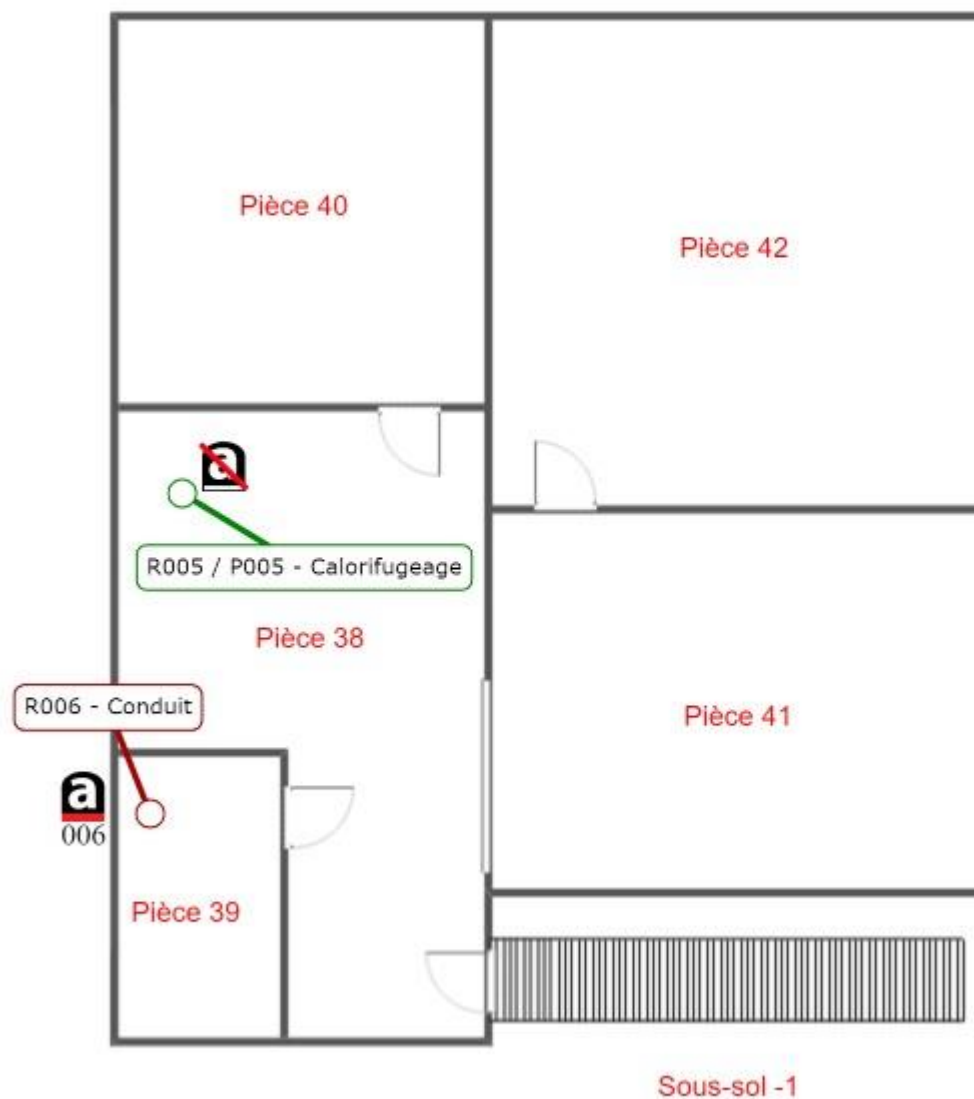 Pièce 40
Pièce 42
a
R005 / P005 - Calorifugeage
Pièce 38
R006 - Conduit
Pièce 41
a
006
Pièce 39
Sous-sol -1